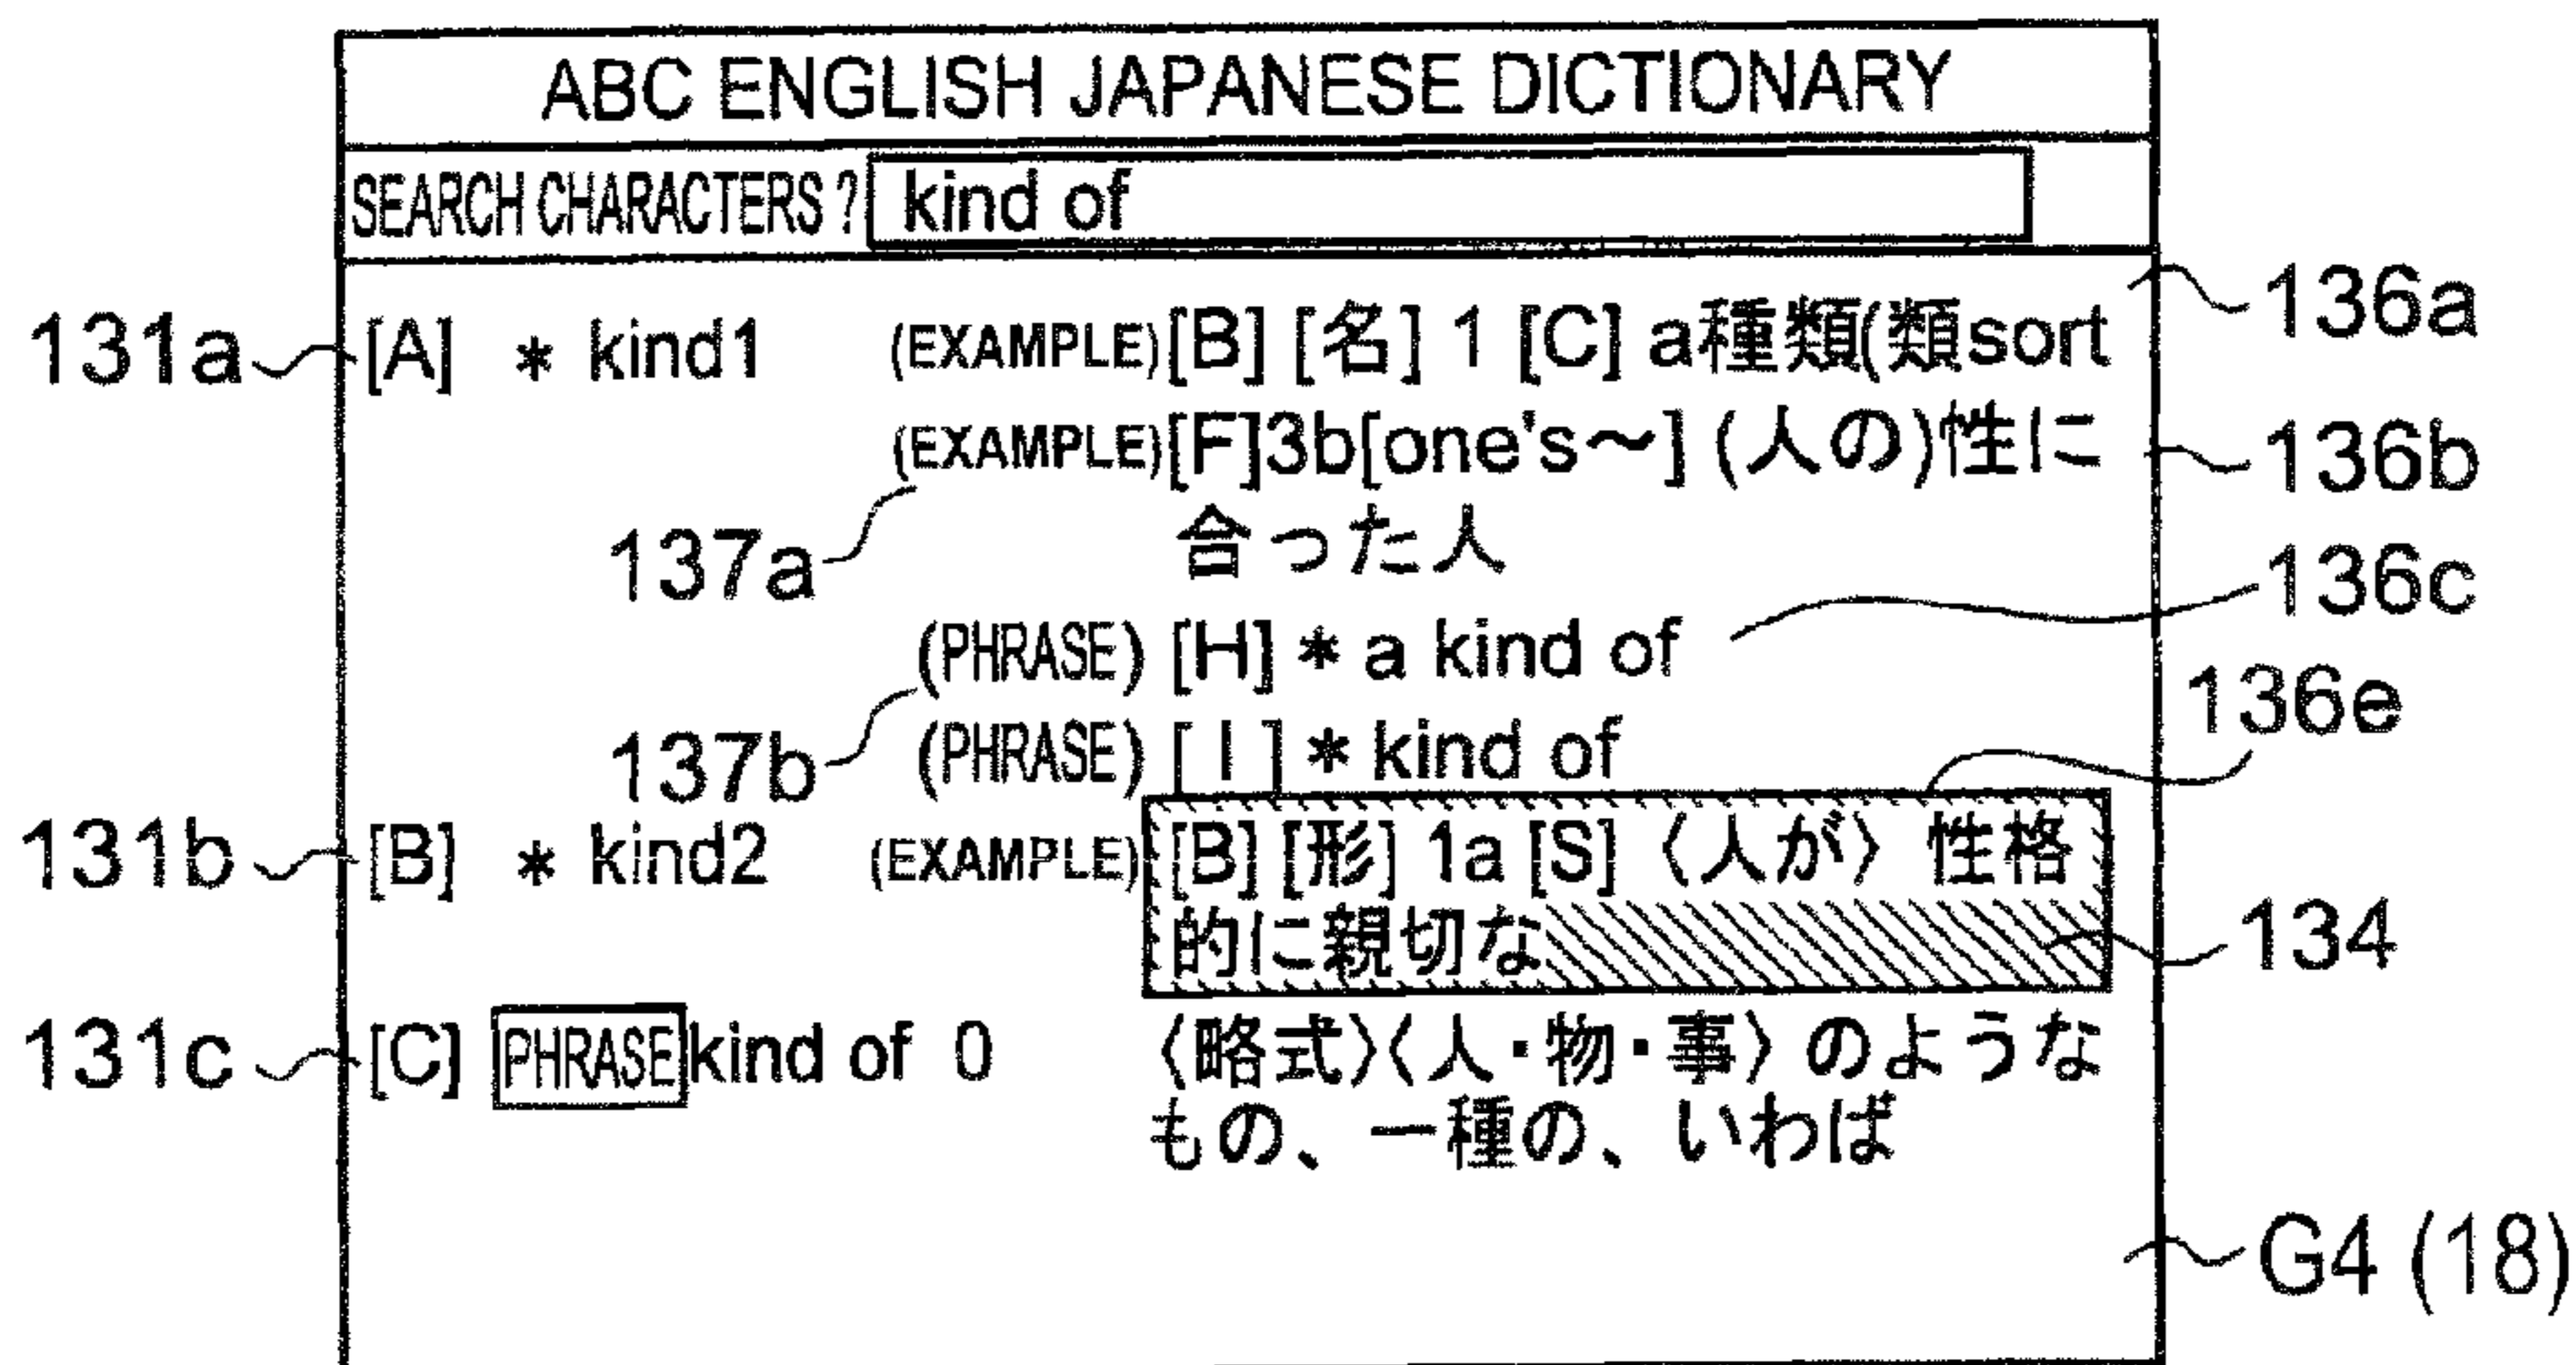 ABC ENGLISH JAPANESE DICTIONARY
SEARCH CHARACTERS ? kind of
136a
131a [A] * kind1 (EXAMPLE) [B] [名] 1 [C] a種類(類sort
(EXAMPLE) [F]3b[one's～] (人の)性に 136b
137a 合った人
136c
(PHRASE) [H] * a kind of
136e
137b (PHRASE) [I] * kind of
131b [B] * kind2 (EXAMPLE) [B] [形] 1a [S] 〈人が〉 性格
的に親切な 134
131c [C] PHRASE kind of 0 〈略式〉〈人・物・事〉のような
もの、一種の、いわば
G4 (18)